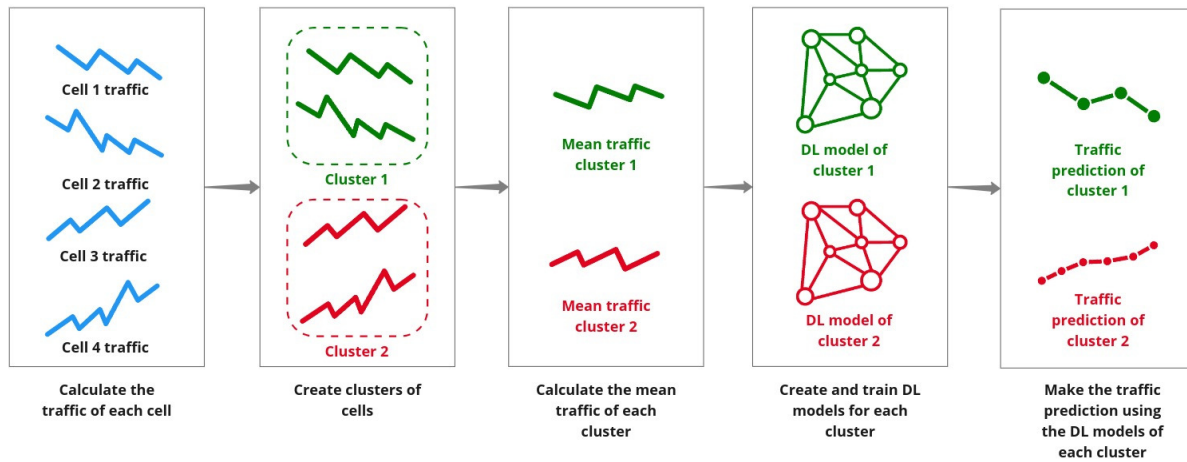 Cell 1 traffic
Cell 2 traffic
Cell 3 traffic
Cell 4 traffic
Calculate the
traffic of each cell
Cluster 1
Cluster 2
Create clusters of
cells
Mean traffic
cluster 1
Mean traffic
cluster 2
Calculate the mean
traffic of each
cluster
DL model of
cluster 1
DL model of
cluster 2
Create and train DL
models for each
cluster
Traffic
prediction of
cluster 1
Traffic
prediction of
cluster 2
Make the traffic
prediction using
the DL models of
each cluster